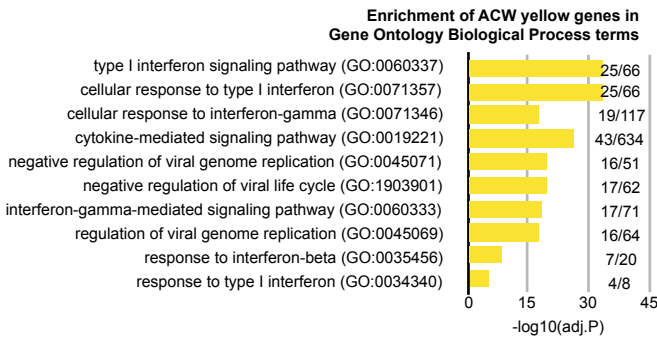 Enrichment of ACW yellow genes in
Gene Ontology Biological Process terms
type I interferon signaling pathway (GO:0060337) 25/66
cellular response to type I interferon (GO:0071357) 25/66
cellular response to interferon-gamma (GO:0071346) 19/117
cytokine-mediated signaling pathway (GO:0019221) 43/634
negative regulation of viral genome replication (GO:0045071) 16/51
negative regulation of viral life cycle (GO:1903901) 17/62
interferon-gamma-mediated signaling pathway (GO:0060333) 17/71
regulation of viral genome replication (GO:0045069) 16/64
response to interferon-beta (GO:0035456) 7/20
response to type I interferon (GO:0034340) 4/8
0 15 30 45
-log10(adj.P)